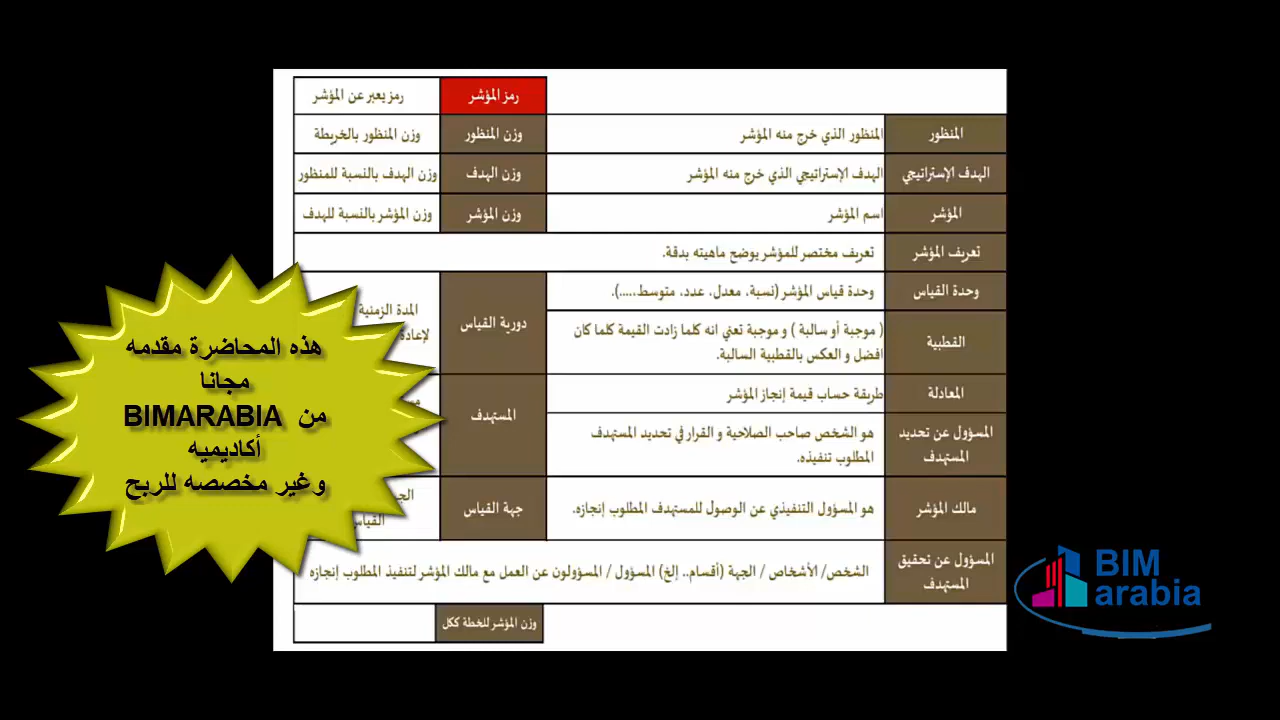 رمز المؤشر
رمز يعبر عن المؤشر
المنظور
المنظور الذي خرج منه المؤشر
وزن المنظور
وزن المنظور بالخريطة
الهدف الإستراتيجي
الهدف الإستراتيجي الذي خرج منه المؤشر
وزن الهدف
وزن الهدف بالنسبة للمنظور
المؤشر
اسم المؤشر
وزن المؤشر
وزن المؤشر بالنسبة للهدف
تعريف المؤشر
تعريف مختصر للمؤشر يوضح ماهيته بدقة.
وحدة القياس
وحدة قياس المؤشر (نسبة، معدل، عدد، متوسط،.....).
دورية القياس
المدة الزمنية
القطبية
( موجبة أو سالبة ) و موجبة تعني انه كلما زادت القيمة كلما كان
افضل و العكس بالقطبية السالبة.
المعادلة
طريقة حساب قيمة إنجاز المؤشر
المستهدف
المسؤول عن تحديد
المستهدف
هو الشخص صاحب الصلاحية و القرار في تحديد المستهدف
المطلوب تنفيذه.
مالك المؤشر
هو المسؤول التنفيذي عن الوصول للمستهدف المطلوب إنجازه.
جهة القياس
المسؤول عن تحقيق
المستهدف
الشخص/ الأشخاص / الجهة (أقسام.. إلخ) المسؤول / المسؤولون عن العمل مع مالك المؤشر لتنفيذ المطلوب إنجازه
وزن المؤشر للخطة ككل
هذه المحاضرة مقدمه
مجانا
من BIMARABIA
أكاديميه
وغير مخصصه للربح
BIM
arabia